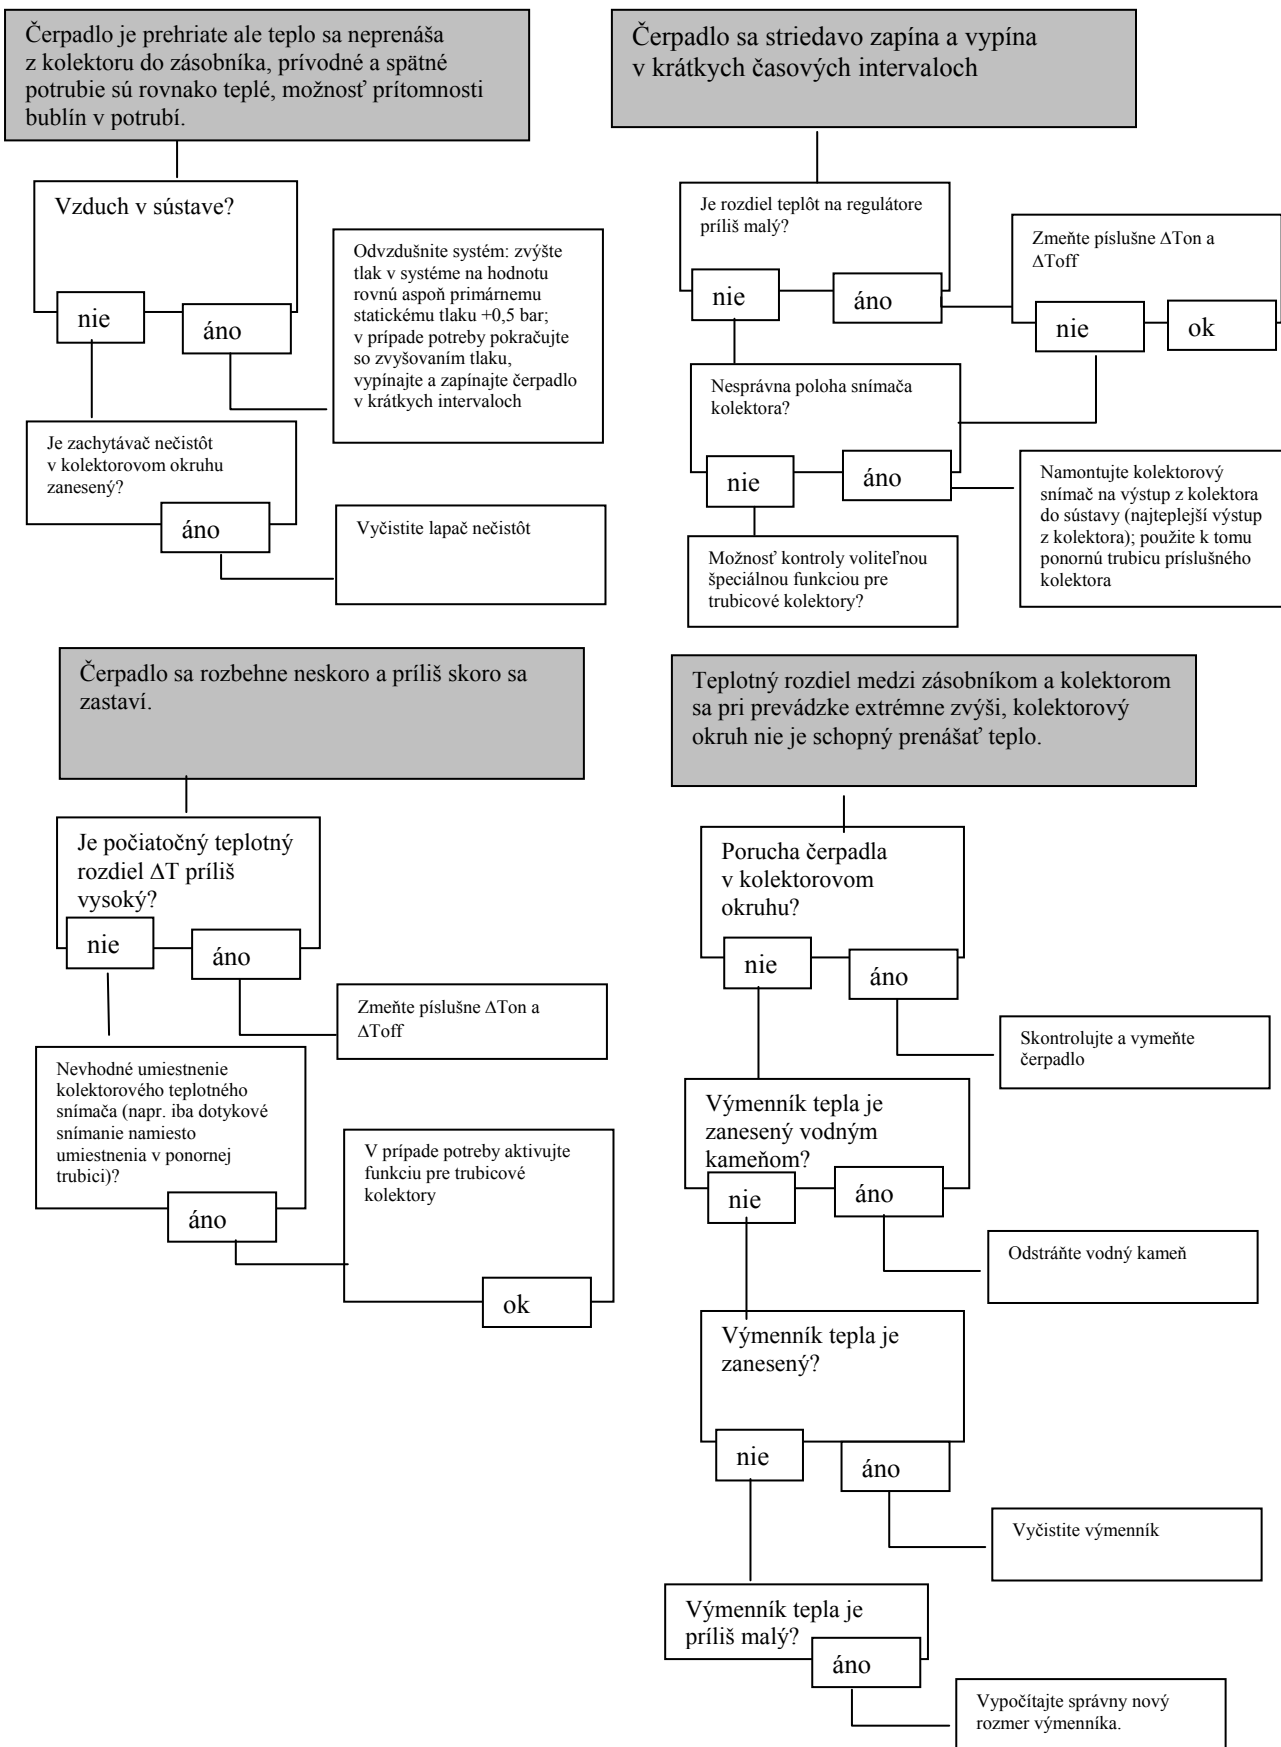 Čerpadlo je prehriate ale teplo sa neprenáša
z kolektoru do zásobníka, prívodné a spätné
potrubie sú rovnako teplé, možnosť prítomnosti
bublín v potrubí.
Vzduch v sústave?
nie
áno
Odvzdušnite systém: zvýšte
tlak v systéme na hodnotu
rovnú aspoň primárnemu
statickému tlaku +0,5 bar;
v prípade potreby pokračujte
so zvyšovaním tlaku,
vypínajte a zapínajte čerpadlo
v krátkych intervaloch
Je zachytávač nečistôt
v kolektorovom okruhu
zanesený?
áno
Vyčistite lapač nečistôt
Čerpadlo sa striedavo zapína a vypína
v krátkych časových intervaloch
Je rozdiel teplôt na regulátore
príliš malý?
nie
áno
Zmeňte píslušne ΔTon a
ΔToff
nie
ok
Nesprávna poloha snímača
kolektora?
nie
áno
Namontujte kolektorový
snímač na výstup z kolektora
do sústavy (najteplejší výstup
z kolektora); použite k tomu
ponornú trubicu príslušného
kolektora
Možnosť kontroly voliteľnou
špeciálnou funkciou pre
trubicové kolektory?
Čerpadlo sa rozbehne neskoro a príliš skoro sa
zastaví.
Je počiatočný teplotný
rozdiel ΔT príliš
vysoký?
nie
áno
Zmeňte píslušne ΔTon a
ΔToff
Nevhodné umiestnenie
kolektorového teplotného
snímača (napr. iba dotykové
snímanie namiesto
umiestnenia v ponornej
trubici)?
áno
V prípade potreby aktivujte
funkciu pre trubicové
kolektory
ok
Teplotný rozdiel medzi zásobníkom a kolektorom
sa pri prevádzke extrémne zvýši, kolektorový
okruh nie je schopný prenášať teplo.
Porucha čerpadla
v kolektorovom
okruhu?
nie
áno
Skontrolujte a vymeňte
čerpadlo
Výmenník tepla je
zanesený vodným
kameňom?
nie
áno
Odstráňte vodný kameň
Výmenník tepla je
zanesený?
nie
áno
Vyčistite výmenník
Výmenník tepla je
príliš malý?
áno
Vypočítajte správny nový
rozmer výmenníka.